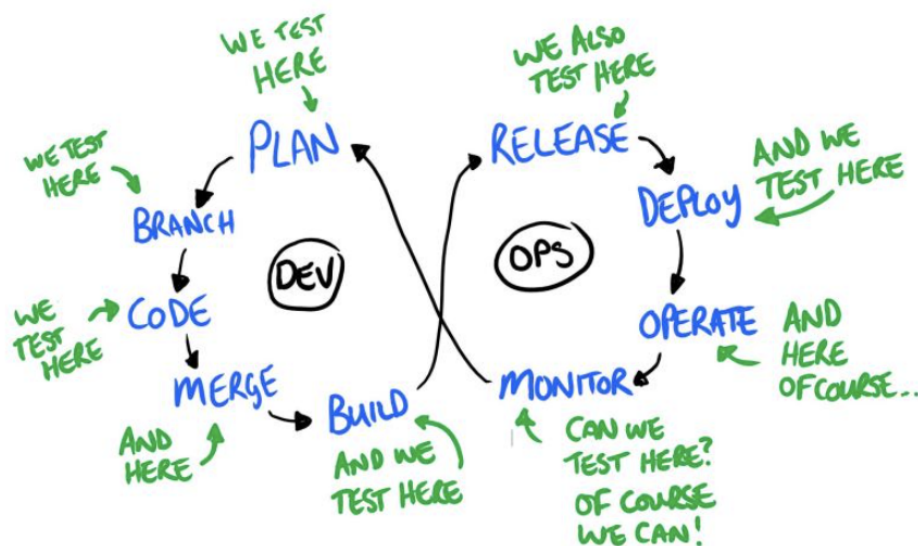 WE TEST
HERE
PLAN
WE TEST
HERE
BRANCH
WE
TEST
HERE
CODE
AND
HERE
MERGE
AND WE
TEST HERE
BUILD
DEV
WE ALSO
TEST HERE
RELEASE
AND WE
TEST HERE
DEPLOY
OPS
AND
HERE
OFCOURSE...
OPERATE
MONITOR
CAN WE
TEST HERE?
OF COURSE
WE CAN!